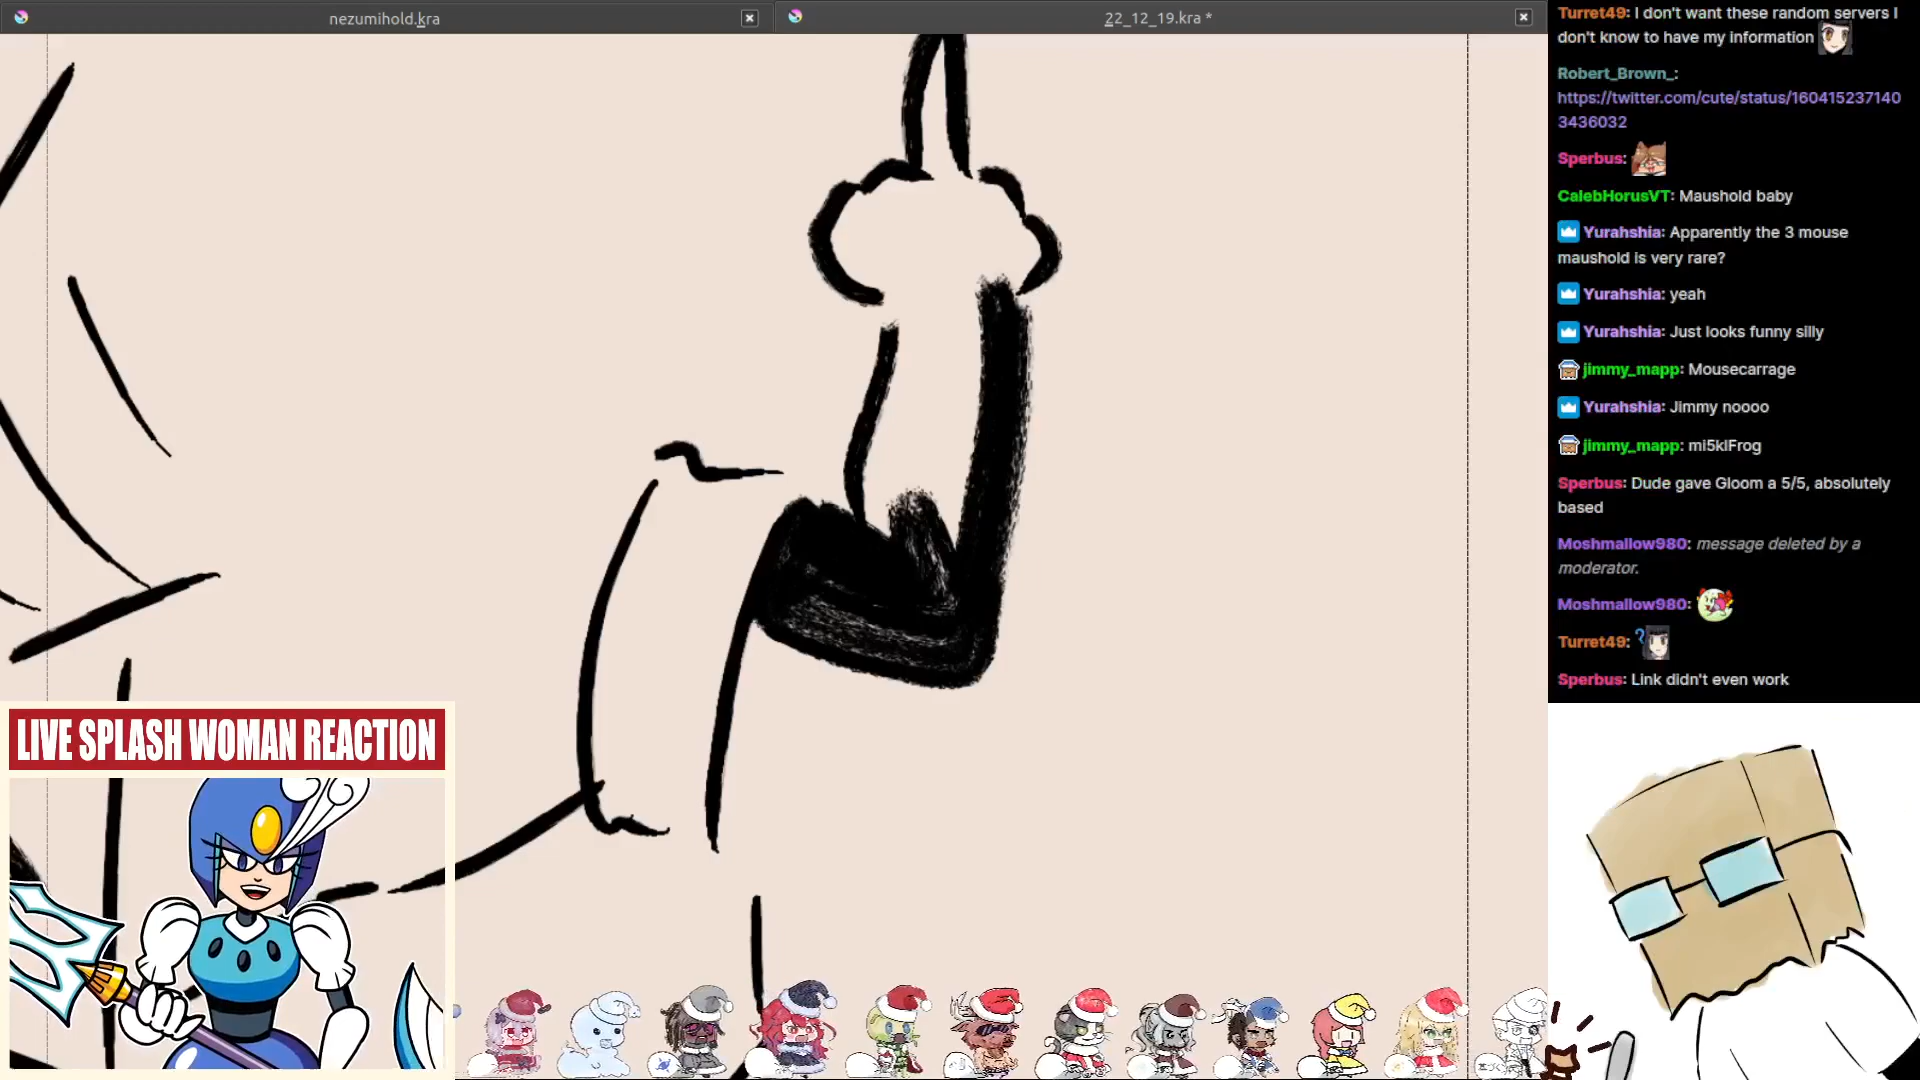 nezumihold.kra
22_12_19.kra *
Turret49: I don't want these random servers I
don't know to have my information
Robert_Brown_:
https://twitter.com/cute/status/160415237140
3436032
Sperbus:
CalebHorusVT: Maushold baby
Yurahshia: Apparently the 3 mouse
maushold is very rare?
Yurahshia: yeah
Yurahshia: Just looks funny silly
jimmy_mapp: Mousecarrage
Yurahshia: Jimmy noooo
jimmy_mapp: mi5klFrog
Sperbus: Dude gave Gloom a 5/5, absolutely
based
Moshmallow980: message deleted by a
moderator.
Moshmallow980:
Turret49:
Sperbus: Link didn't even work
LIVE SPLASH WOMAN REACTION